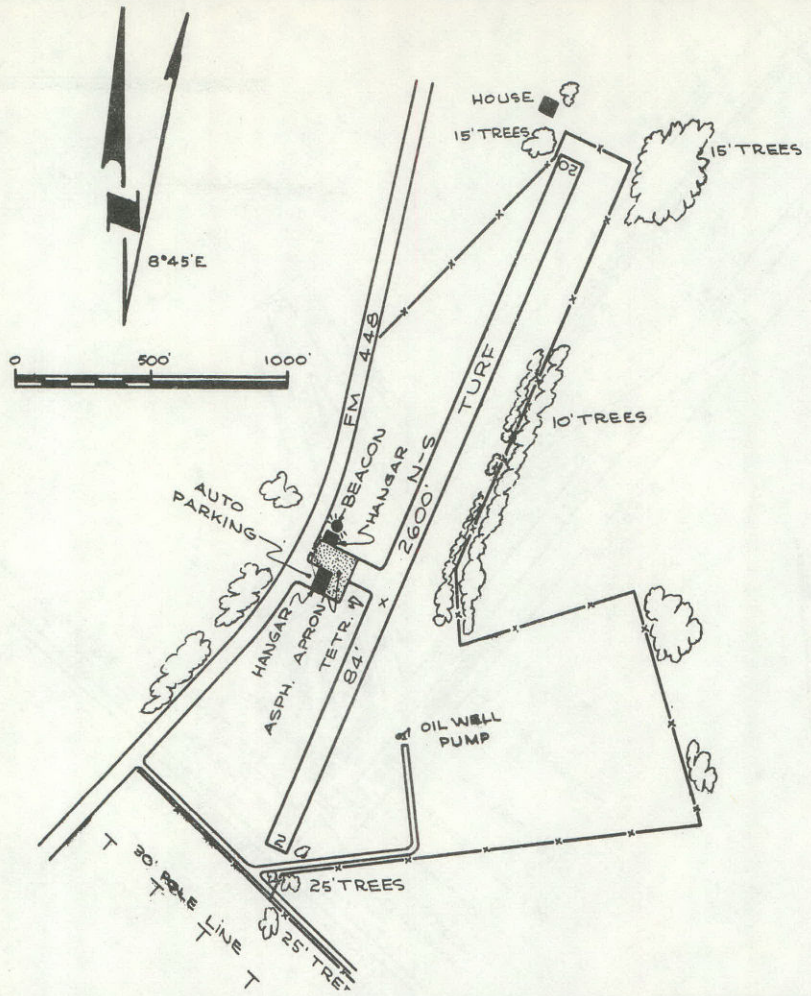 HOUSE
15' TREES
15' TREES
20
8°45'E
0 500' 1000'
FM 448
TURF
N-S
2600'
10' TREES
BEACON
HANGAR
AUTO
PARKING
HANGAR
ASPH. APRON
TETR.
84'
OIL WELL
PUMP
2
25' TREES
30' POLE LINE
T
T
T
T
T
25' TRE